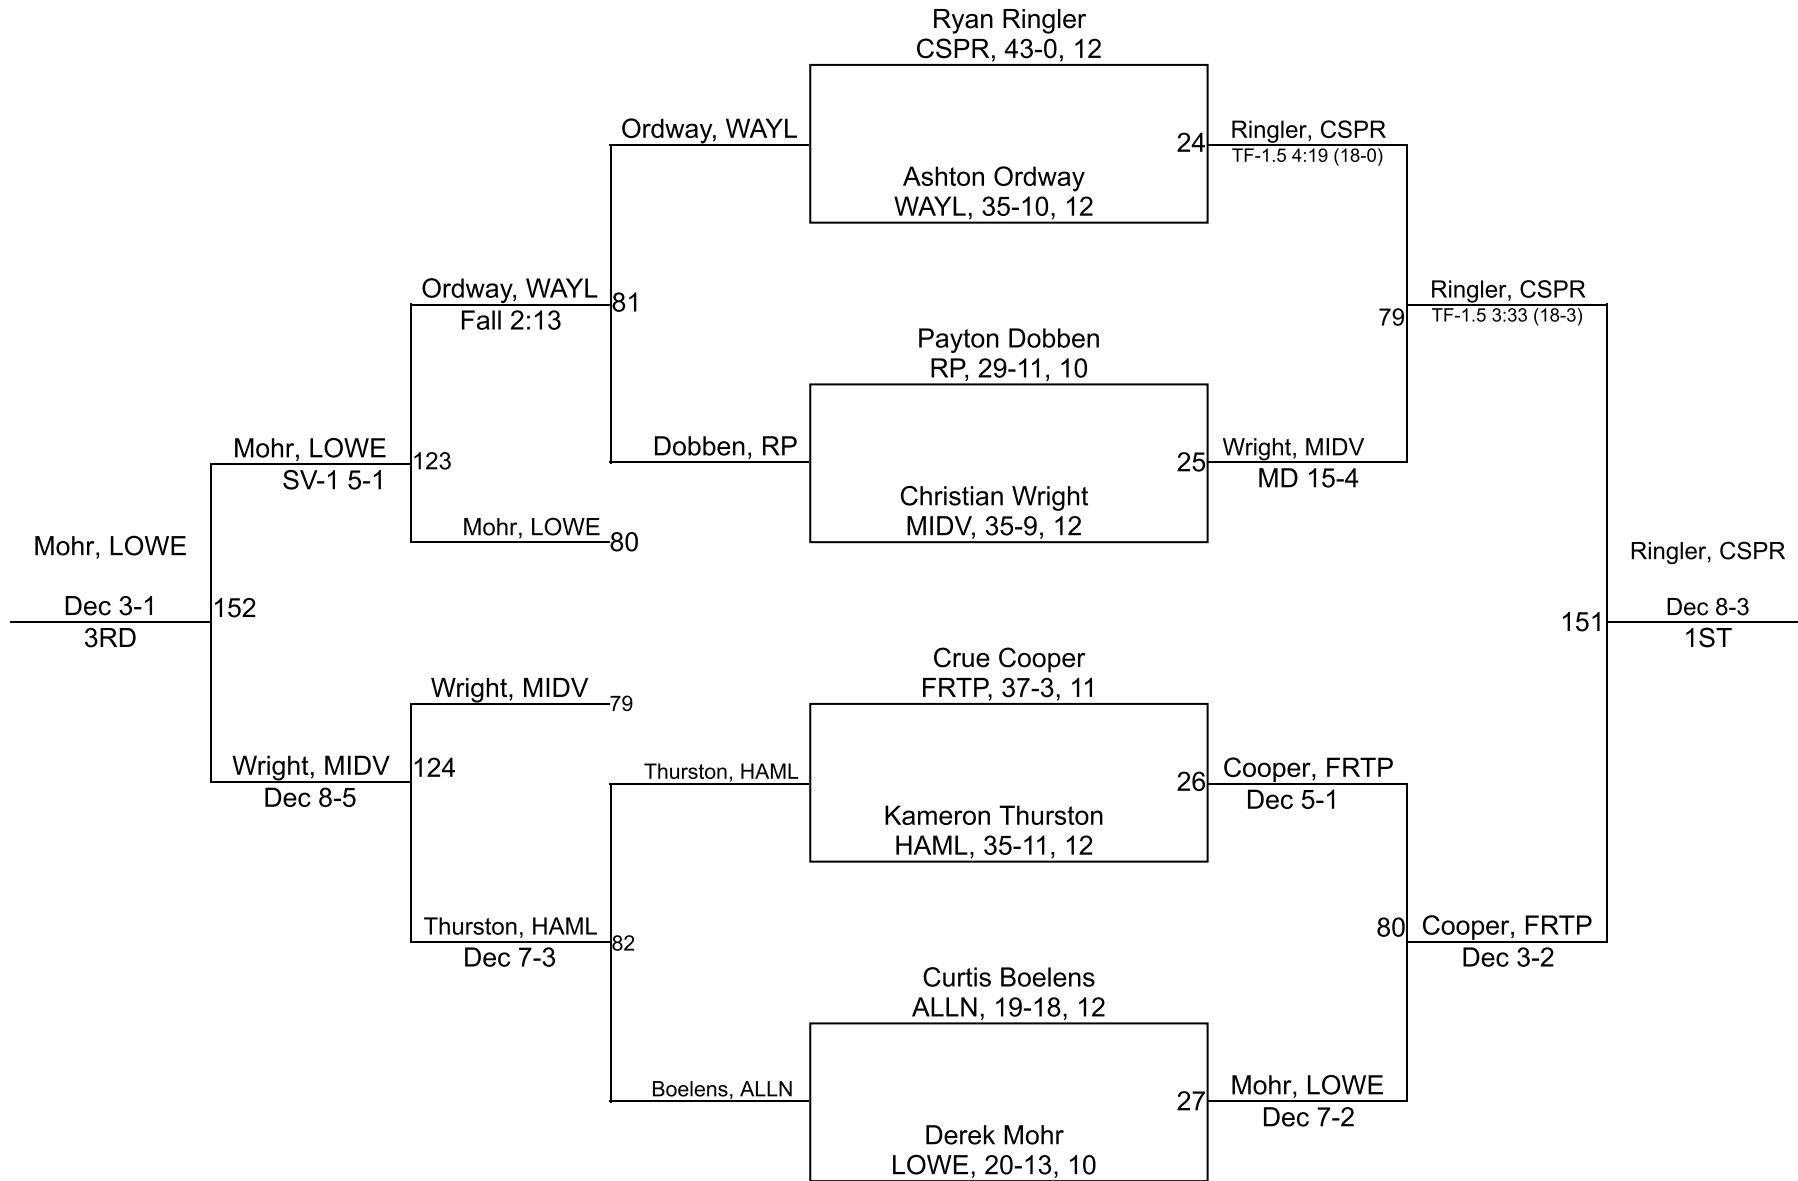 Ryan Ringler
CSPR, 43-0, 12
Ordway, WAYL
24
Ringler, CSPR
TF-1.5 4:19 (18-0)
Ashton Ordway
WAYL, 35-10, 12
Ordway, WAYL
Fall 2:13
81
Ringler, CSPR
TF-1.5 3:33 (18-3)
79
Payton Dobben
RP, 29-11, 10
Dobben, RP
25
Wright, MIDV
MD 15-4
Mohr, LOWE
SV-1 5-1
123
Christian Wright
MIDV, 35-9, 12
Mohr, LOWE
80
Mohr, LOWE
Dec 3-1
3RD
152
Ringler, CSPR
Dec 8-3
1ST
151
Crue Cooper
FRTP, 37-3, 11
Wright, MIDV
79
Wright, MIDV
Dec 8-5
124
Thurston, HAML
26
Cooper, FRTP
Dec 5-1
Kameron Thurston
HAML, 35-11, 12
Thurston, HAML
Dec 7-3
82
80
Cooper, FRTP
Dec 3-2
Curtis Boelens
ALLN, 19-18, 12
Boelens, ALLN
27
Mohr, LOWE
Dec 7-2
Derek Mohr
LOWE, 20-13, 10